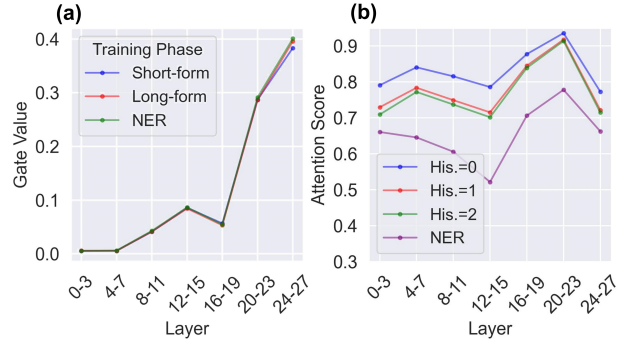 (a)
Training Phase
Short-form
Long-form
NER
Gate Value
0.4
0.3
0.2
0.1
0.0
0-3
4-7
8-11
12-15
16-19
20-23
24-27
Layer
(b)
Attention Score
0.9
0.8
0.7
0.6
0.5
0.4
0.3
His.=0
His.=1
His.=2
NER
0-3
4-7
8-11
12-15
16-19
20-23
24-27
Layer